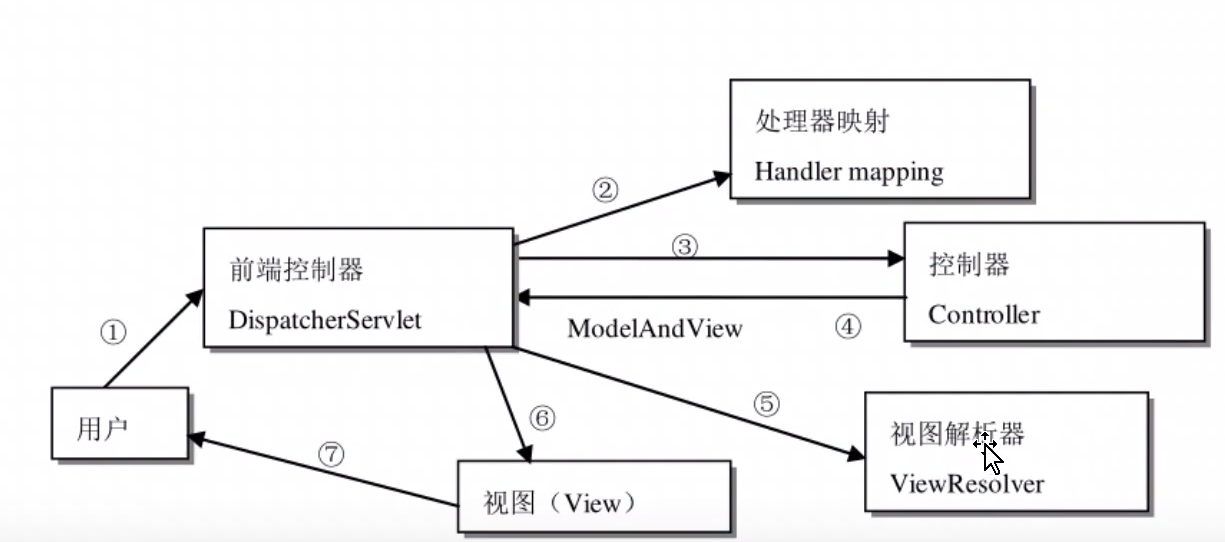 处理器映射
Handler mapping
②
③
控制器
Controller
前端控制器
DispatcherServlet
ModelAndView
④
①
用户
⑤
⑥
视图解析器
ViewResolver
⑦
视图（View）